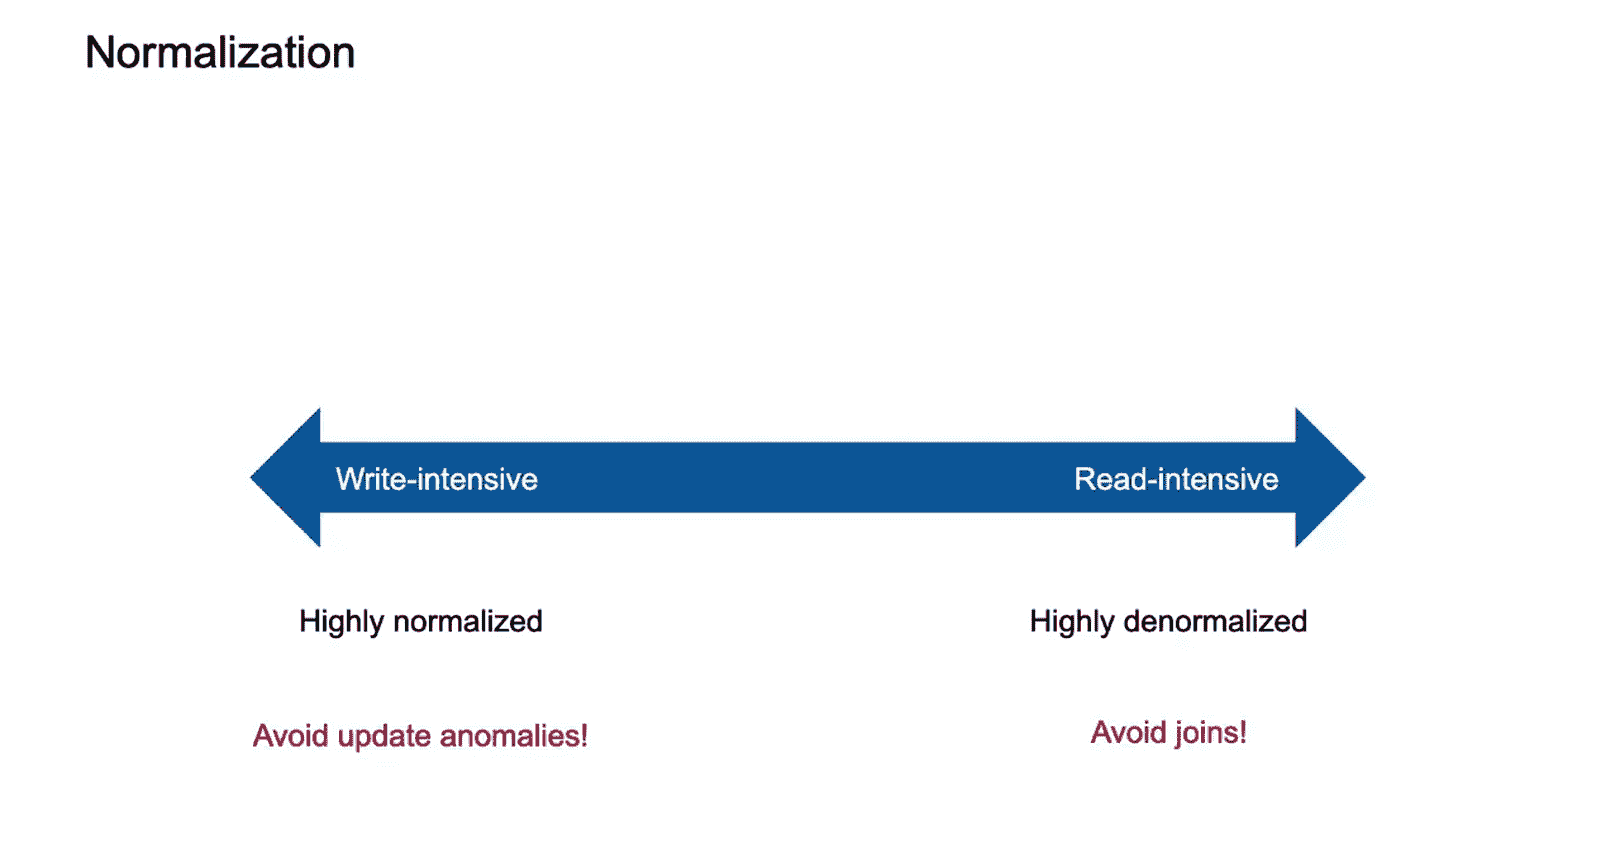 Normalization
Write-intensive
Read-intensive
Highly normalized
Highly denormalized
Avoid update anomalies!
Avoid joins!